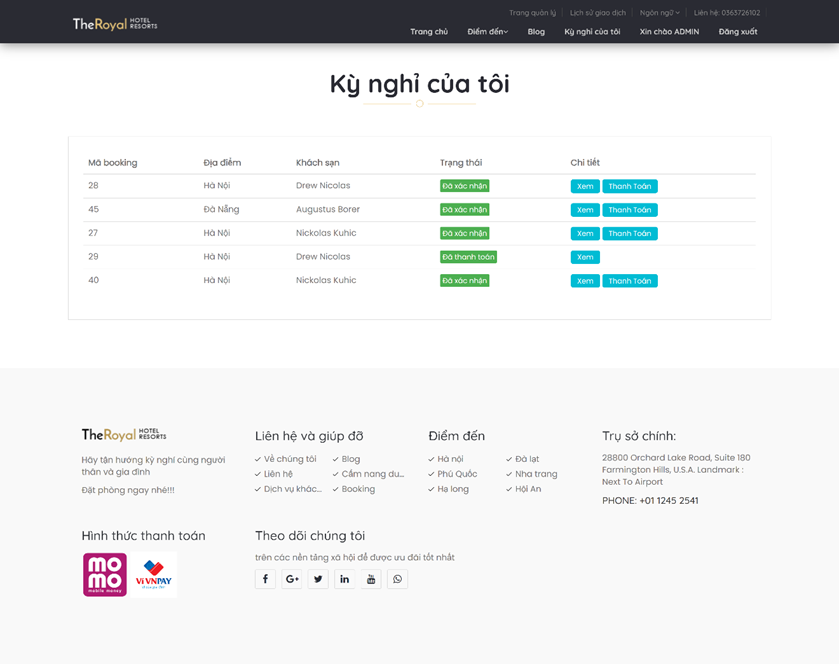 Trang quản lý Lịch sử giao dịch Ngôn ngữ Liên hệ: 0363726102
TheRoyal HOTEL RESORTS
Trang chủ Điểm đến Blog Kỳ nghỉ của tôi Xin chào ADMIN Đăng xuất
Kỳ nghỉ của tôi
Mã booking Địa điểm Khách sạn Trạng thái Chi tiết
28 Hà Nội Drew Nicolas Đã xác nhận Xem Thanh Toán
45 Đà Nẵng Augustus Borer Đã xác nhận Xem Thanh Toán
27 Hà Nội Nickolas Kuhic Đã xác nhận Xem Thanh Toán
29 Hà Nội Drew Nicolas Đã thanh toán Xem
40 Hà Nội Nickolas Kuhic Đã xác nhận Xem Thanh Toán
TheRoyal HOTEL RESORTS
Hãy tận hưởng kỳ nghỉ cùng người
thân và gia đình
Đặt phòng ngay nhé!!!
Liên hệ và giúp đỡ
Về chúng tôi Blog
Liên hệ Cẩm nang du...
Dịch vụ khác... Booking
Điểm đến
Hà nội Đà lạt
Phú Quốc Nha trang
Hạ long Hội An
Trụ sở chính:
28800 Orchard Lake Road, Suite 180
Farmington Hills, U.S.A. Landmark :
Next To Airport
PHONE: +01 1245 2541
Hình thức thanh toán
mo
mo
mobile money
Ví VNPAY
Theo dõi chúng tôi
trên các nền tảng xã hội để được ưu đãi tốt nhất